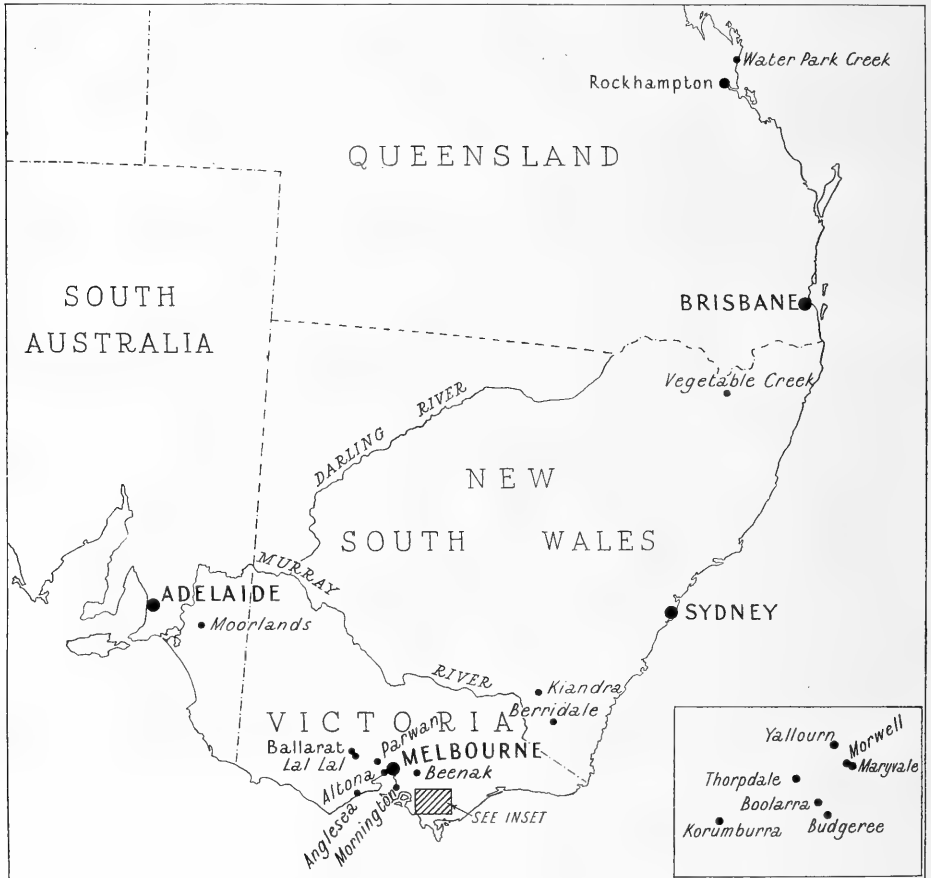 Water Park Creek
Rockhampton
QUEENSLAND
SOUTH
AUSTRALIA
BRISBANE
Vegetable Creek
DARLING RIVER
NEW
SOUTH WALES
MURRAY
ADELAIDE
Moorlands
SYDNEY
RIVER
Kiandra
Berridale
VICTORIA
Parwan
Ballarat
Lal Lal
MELBOURNE
Altona
Beenak
Anglesea
Mornington
SEE INSET
Yallourn
Morwell
Maryvale
Thorpdale
Boolarra
Korumburra
Budgeree